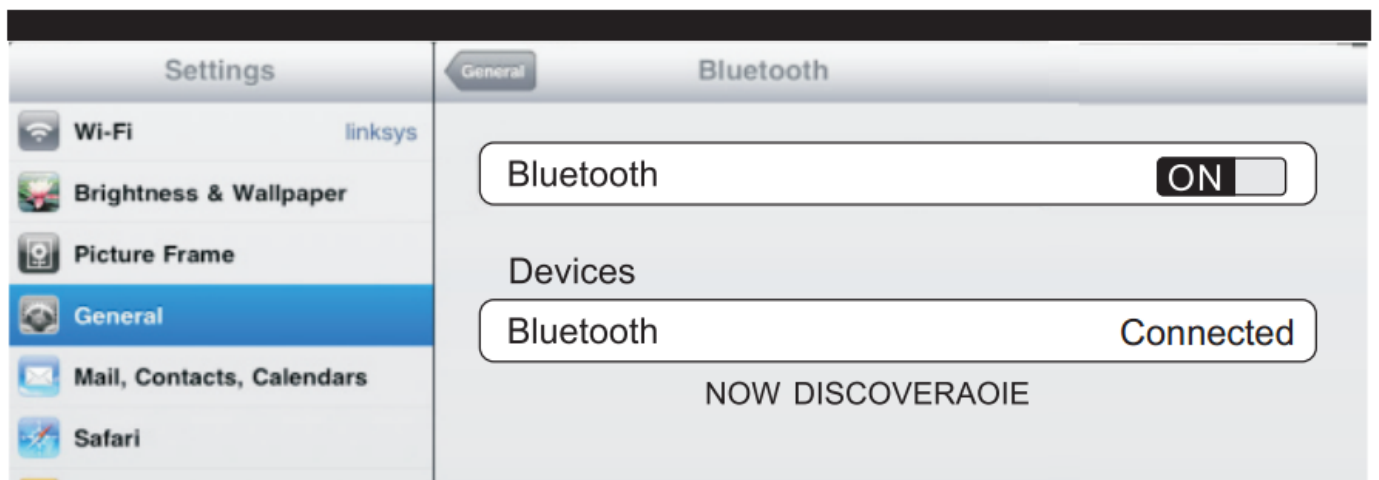 Settings
Wi-Fi linksys
Brightness & Wallpaper
Picture Frame
General
Mail, Contacts, Calendars
Safari
General Bluetooth
Bluetooth ON
Devices
Bluetooth Connected
NOW DISCOVERAOIE